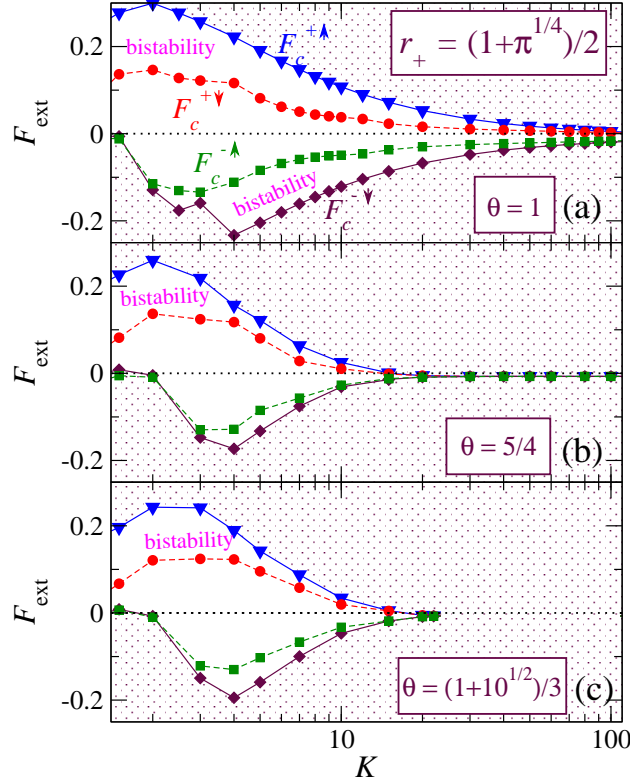 0.2
0
-0.2
F_ext
bistability
F_c^+↑
r_+ = (1+π^{1/4})/2
F_c^+↓
F_c^-↑
bistability
F_c^-↓
θ = 1
(a)
0.2
0
-0.2
F_ext
bistability
θ = 5/4
(b)
0.2
0
-0.2
F_ext
bistability
θ = (1+10^{1/2})/3
(c)
10
100
K